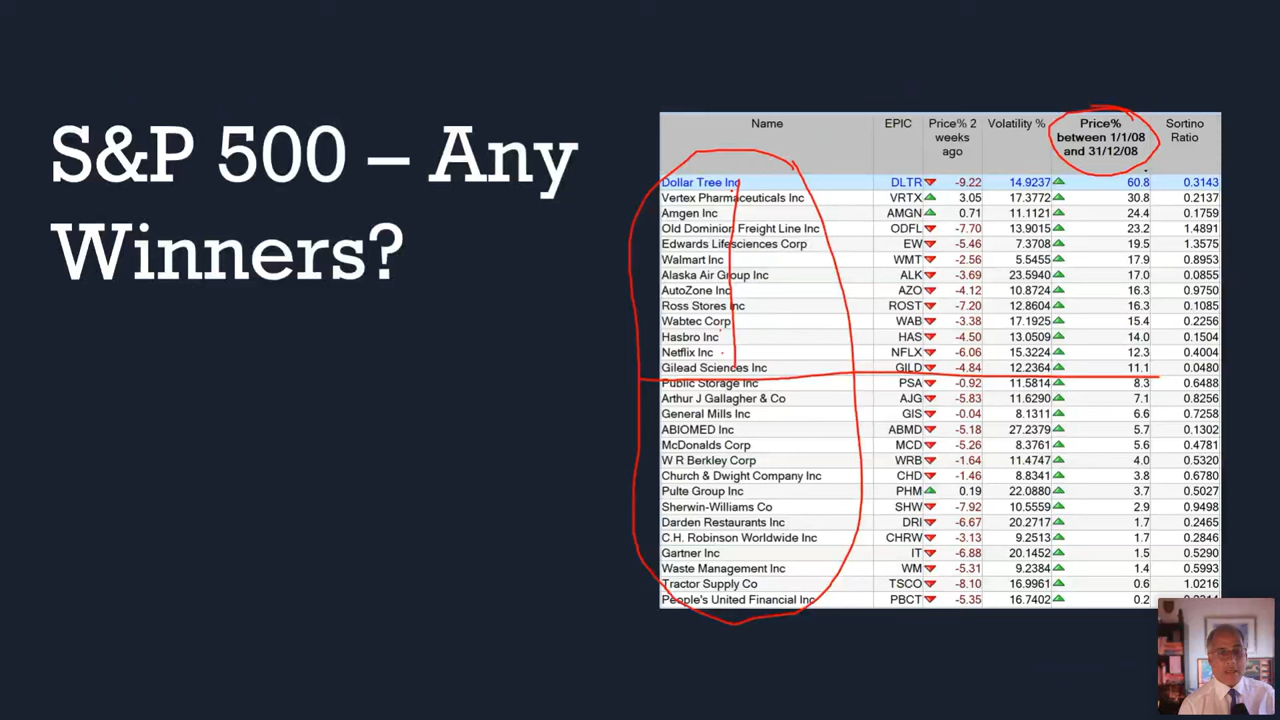 S&P 500 – Any
Winners?
Name EPIC Price% 2 weeks ago Volatility % Price% between 1/1/08 and 31/12/08 Sortino Ratio
Dollar Tree Inc DLTR -9.22 14.9237 60.8 0.3143
Vertex Pharmaceuticals Inc VRTX 3.05 17.3772 30.8 0.2137
Amgen Inc AMGN 0.71 11.1121 24.4 0.1759
Old Dominion Freight Line Inc ODFL -7.70 13.9015 23.2 1.4891
Edwards Lifesciences Corp EW -5.46 7.3708 19.5 1.3575
Walmart Inc WMT -2.56 5.5455 17.9 0.8953
Alaska Air Group Inc ALK -3.69 23.5940 17.0 0.0855
AutoZone Inc AZO -4.12 10.8724 16.3 0.9750
Ross Stores Inc ROST -7.20 12.8604 16.3 0.1085
Wabtec Corp WAB -3.38 17.1925 15.4 0.2256
Hasbro Inc HAS -4.50 13.0509 14.0 0.1504
Netflix Inc NFLX -6.06 15.3224 12.3 0.4004
Gilead Sciences Inc GILD -4.84 12.2364 11.1 0.0480
Public Storage Inc PSA -0.92 11.5814 8.3 0.6488
Arthur J Gallagher & Co AJG -5.83 11.6290 7.1 0.8256
General Mills Inc GIS -0.04 8.1311 6.6 0.7258
ABIOMED Inc ABMD -5.18 27.2379 5.7 0.1302
McDonalds Corp MCD -5.26 8.3761 5.6 0.4781
W R Berkley Corp WRB -1.64 11.4747 4.0 0.5320
Church & Dwight Company Inc CHD -1.46 8.8341 3.8 0.6780
Pulte Group Inc PHM 0.19 22.0880 3.7 0.5027
Sherwin-Williams Co SHW -7.92 10.5559 2.9 0.9498
Darden Restaurants Inc DRI -6.67 20.2717 1.7 0.2465
C.H. Robinson Worldwide Inc CHRW -3.13 9.2513 1.7 0.2846
Gartner Inc IT -6.88 20.1452 1.5 0.5290
Waste Management Inc WM -5.31 9.2384 1.4 0.5993
Tractor Supply Co TSCO -8.10 16.9961 0.6 1.0216
People's United Financial Inc PBCT -5.35 16.7402 0.2